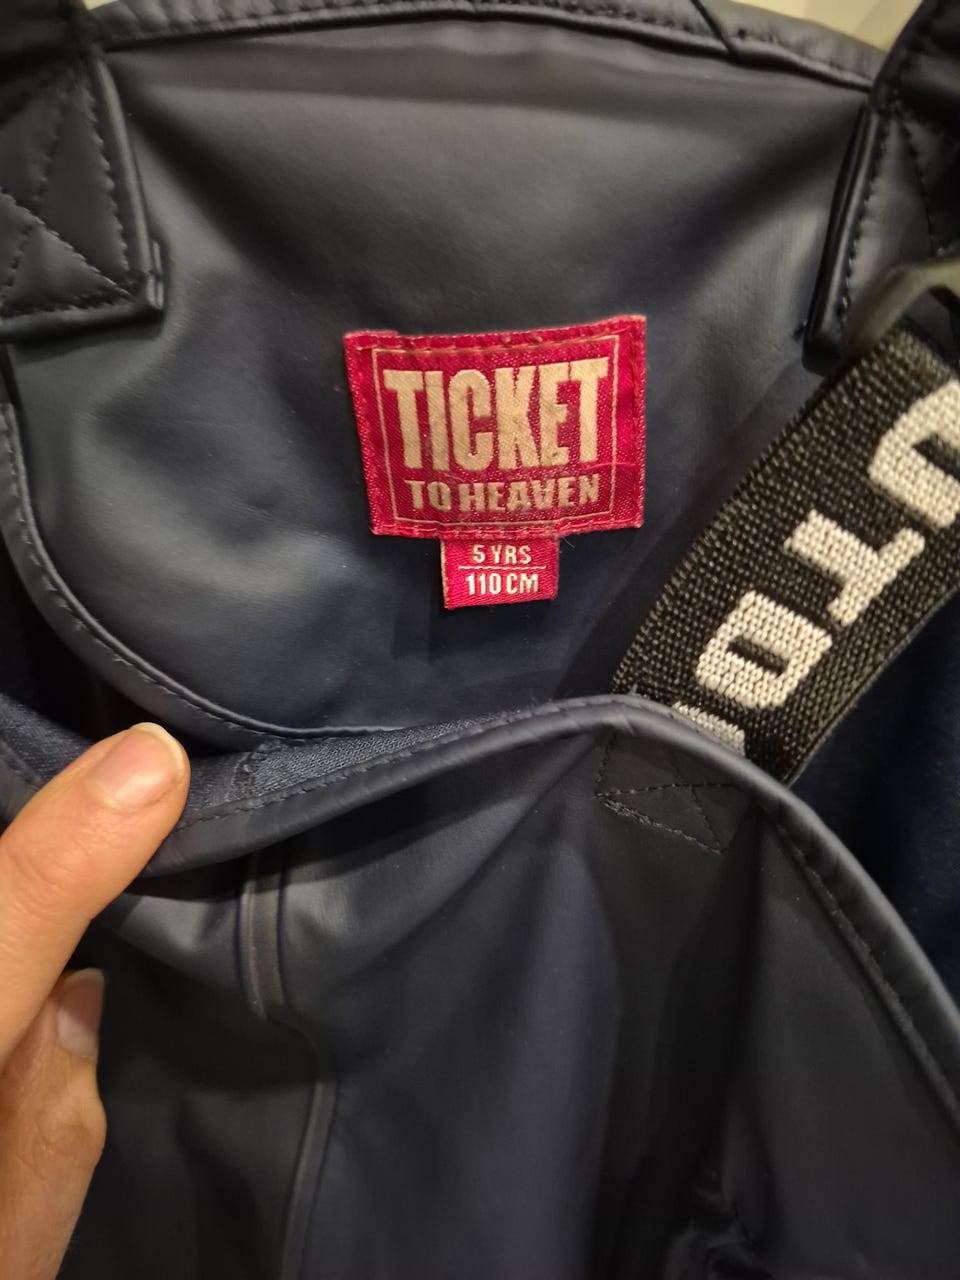 TICKET
TO HEAVEN
5 YRS
110 CM